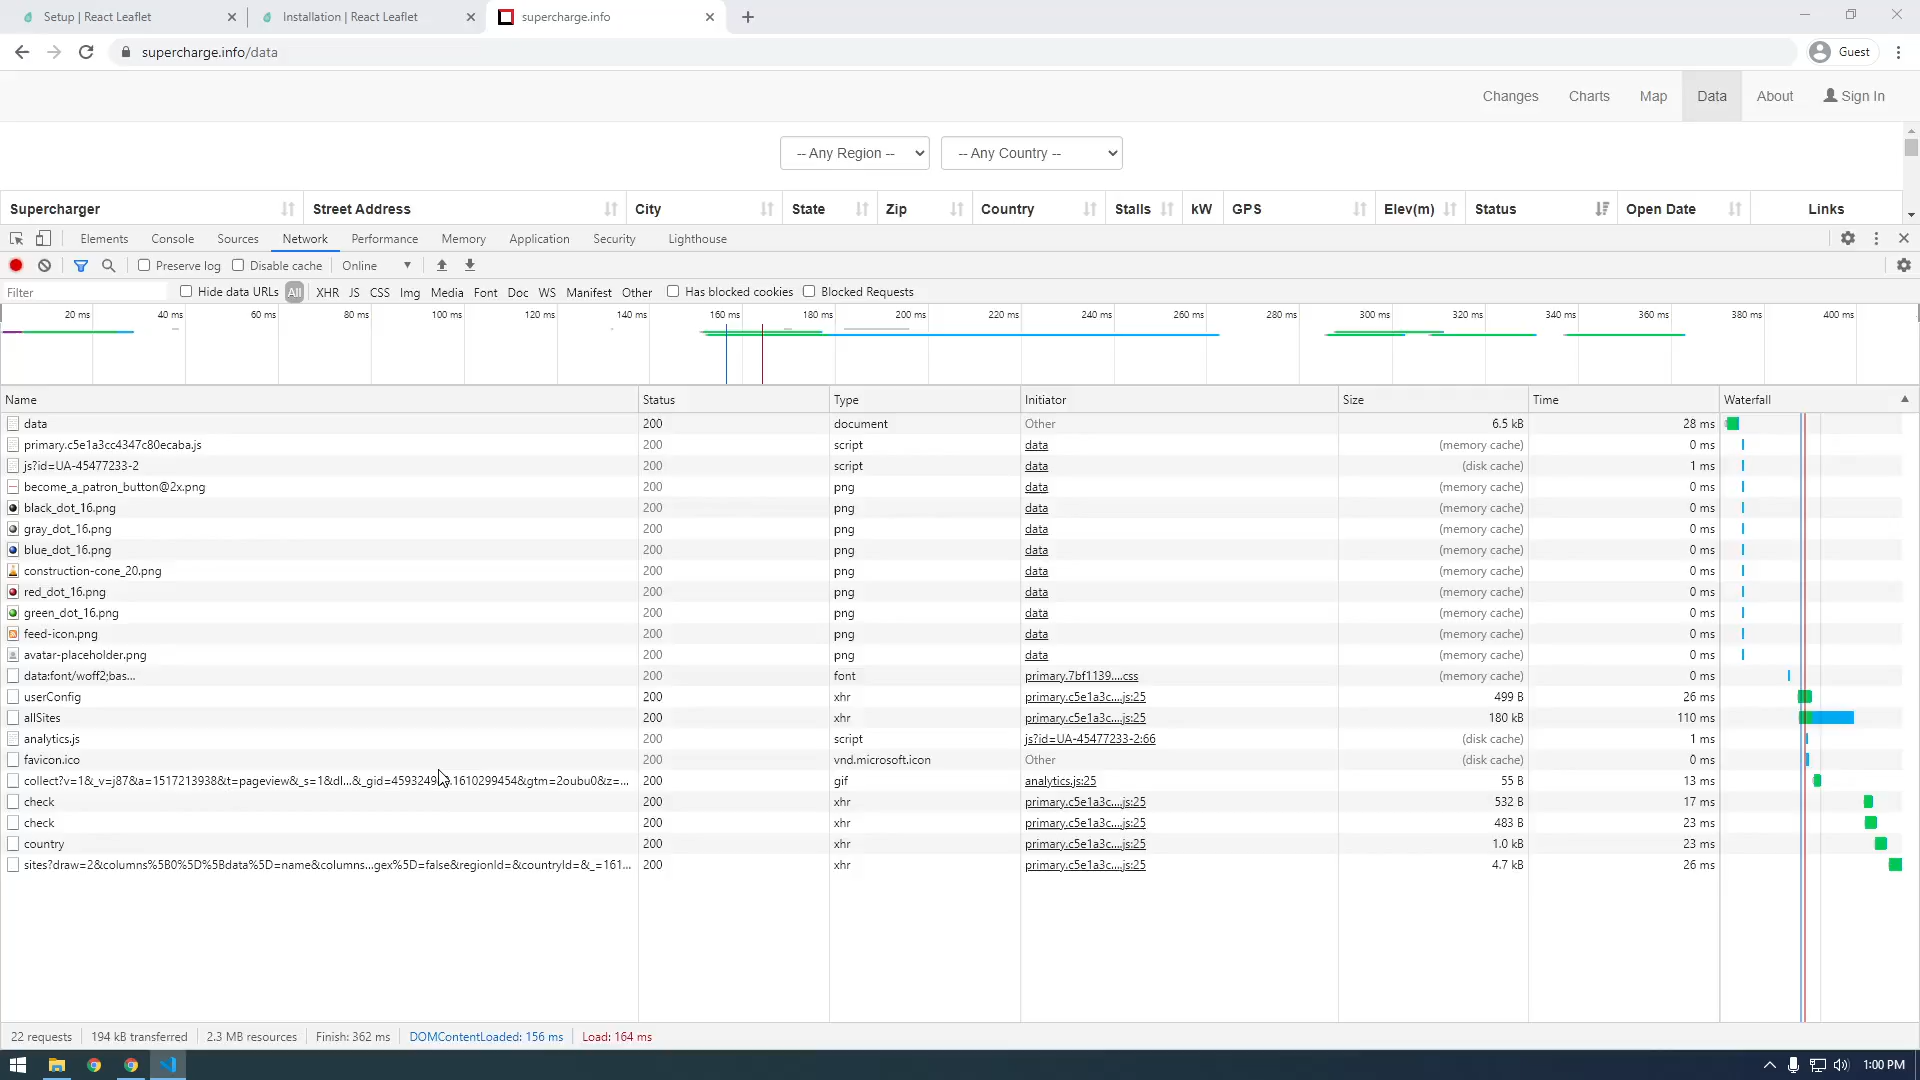 Setup | React Leaflet
Installation | React Leaflet
supercharge.info
supercharge.info/data
Guest
Changes Charts Map Data About Sign In
-- Any Region -- -- Any Country --
Supercharger Street Address City State Zip Country Stalls kW GPS Elev(m) Status Open Date Links
Elements Console Sources Network Performance Memory Application Security Lighthouse
Preserve log Disable cache Online
Filter Hide data URLs All XHR JS CSS Img Media Font Doc WS Manifest Other Has blocked cookies Blocked Requests
20 ms 40 ms 60 ms 80 ms 100 ms 120 ms 140 ms 160 ms 180 ms 200 ms 220 ms 240 ms 260 ms 280 ms 300 ms 320 ms 340 ms 360 ms 380 ms 400 ms
Name Status Type Initiator Size Time Waterfall
data 200 document Other 6.5 kB 28 ms
primary.c5e1a3cc4347c80ecaba.js 200 script data (memory cache) 0 ms
js?id=UA-45477233-2 200 script data (disk cache) 1 ms
become_a_patron_button@2x.png 200 png data (memory cache) 0 ms
black_dot_16.png 200 png data (memory cache) 0 ms
gray_dot_16.png 200 png data (memory cache) 0 ms
blue_dot_16.png 200 png data (memory cache) 0 ms
construction-cone_20.png 200 png data (memory cache) 0 ms
red_dot_16.png 200 png data (memory cache) 0 ms
green_dot_16.png 200 png data (memory cache) 0 ms
feed-icon.png 200 png data (memory cache) 0 ms
avatar-placeholder.png 200 png data (memory cache) 0 ms
data:font/woff2;bas... 200 font primary.7bf1139....css (memory cache) 0 ms
userConfig 200 xhr primary.c5e1a3c....js:25 499 B 26 ms
allSites 200 xhr primary.c5e1a3c....js:25 180 kB 110 ms
analytics.js 200 script js?id=UA-45477233-2:66 (disk cache) 1 ms
favicon.ico 200 vnd.microsoft.icon Other (disk cache) 0 ms
collect?v=1&_v=j87&a=1517213938&t=pageview&_s=1&dl...&_gid=4593249 .1610299454&gtm=2oubu0&z=... 200 gif analytics.js:25 55 B 13 ms
check 200 xhr primary.c5e1a3c....js:25 532 B 17 ms
check 200 xhr primary.c5e1a3c....js:25 483 B 23 ms
country 200 xhr primary.c5e1a3c....js:25 1.0 kB 23 ms
sites?draw=2&columns%5B0%5D%5Bdata%5D=name&columns...gex%5D=false&regionId=&countryId=&_=161... 200 xhr primary.c5e1a3c....js:25 4.7 kB 26 ms
22 requests 194 kB transferred 2.3 MB resources Finish: 362 ms DOMContentLoaded: 156 ms Load: 164 ms
1:00 PM